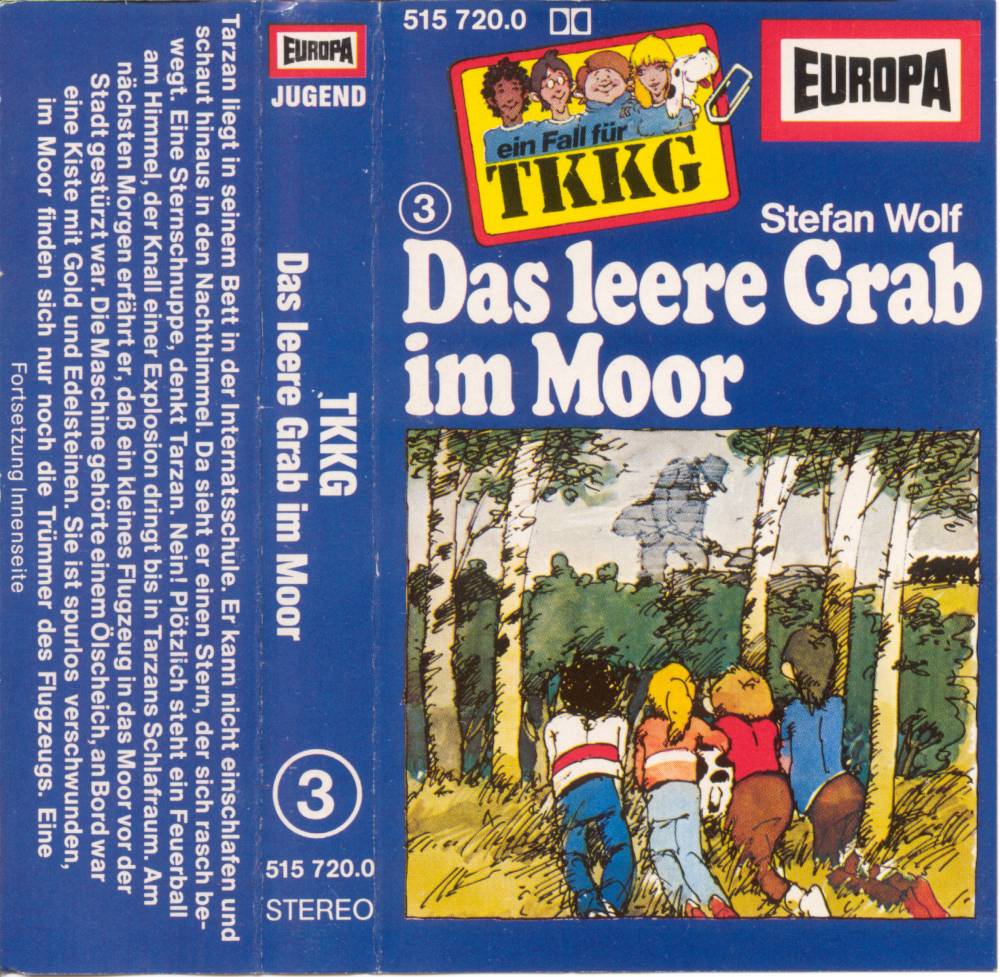 Tarzan liegt in seinem Bett in der Internatsschule. Er kann nicht einschlafen und
schaut hinaus in den Nachthimmel. Da sieht er einen Stern, der sich rasch be-
wegt. Eine Sternschnuppe, denkt Tarzan. Nein! Plötzlich steht ein Feuerball
am Himmel, der Knall einer Explosion dringt bis in Tarzans Schlafraum. Am
nächsten Morgen erfährt er, daß ein kleines Flugzeug in das Moor vor der
Stadt gestürzt war. Die Maschine gehörte einem Ölscheich, an Bord war
eine Kiste mit Gold und Edelsteinen. Sie ist spurlos verschwunden,
im Moor finden sich nur noch die Trümmer des Flugzeugs. Eine
Fortsetzung Innenseite
EUROPA
JUGEND
TKKG
Das leere Grab im Moor
3
515 720.0
STEREO
515 720.0
ein Fall für
TKKG
EUROPA
3
Stefan Wolf
Das leere Grab
im Moor